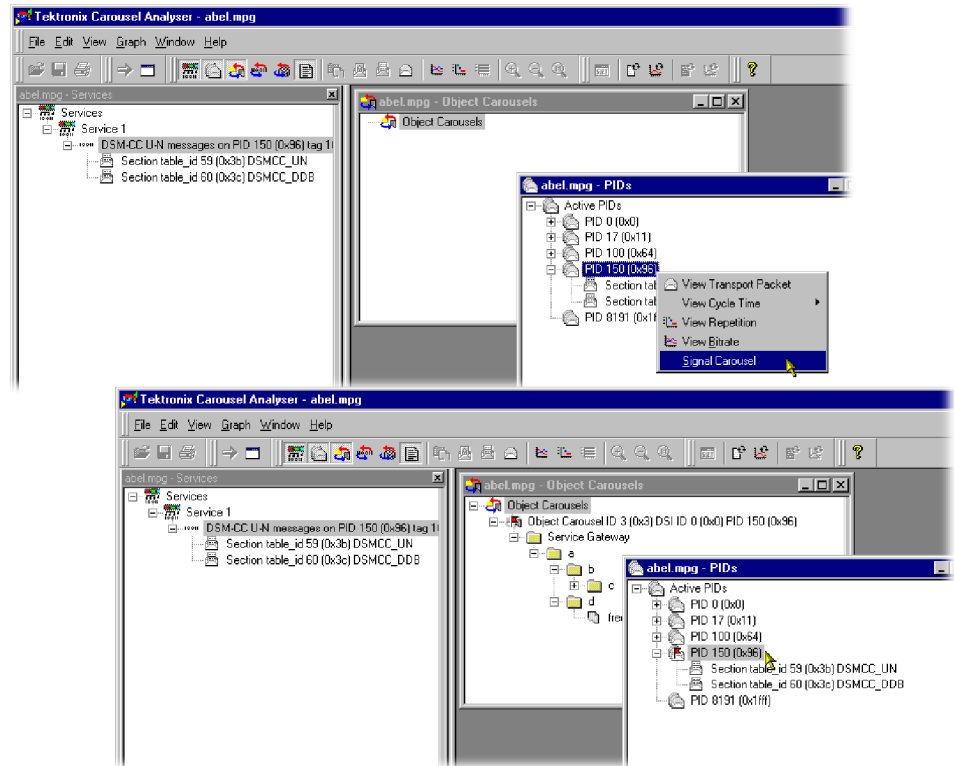 Tektronix Carousel Analyser - abel.mpg
File Edit View Graph Window Help
abel.mpg - Services
Services
Service 1
DSM-CC U-N messages on PID 150 (0x96) tag
Section table_id 59 (0x3b) DSMCC_UN
Section table_id 60 (0x3c) DSMCC_DDB
abel.mpg - Object Carousels
Object Carousels
abel.mpg - PIDs
Active PIDs
PID 0 (0x0)
PID 17 (0x11)
PID 100 (0x64)
PID 150 (0x96)
Section
Section
PID 8191
View Transport Packet
View Cycle Time
View Repetition
View Bitrate
Signal Carousel
Tektronix Carousel Analyser - abel.mpg
File Edit View Graph Window Help
abel.mpg - Services
Services
Service 1
DSM-CC U-N messages on PID 150 (0x96) tag
Section table_id 59 (0x3b) DSMCC_UN
Section table_id 60 (0x3c) DSMCC_DDB
abel.mpg - Object Carousels
Object Carousels
Object Carousel ID 3 (0x3) DSI ID 0 (0x0) PID 150 (0x96)
Service Gateway
a
b
c
d
abel.mpg - PIDs
Active PIDs
PID 0 (0x0)
PID 17 (0x11)
PID 100 (0x64)
PID 150 (0x96)
Section table_id 59 (0x3b) DSMCC_UN
Section table_id 60 (0x3c) DSMCC_DDB
PID 8191 (0x1fff)